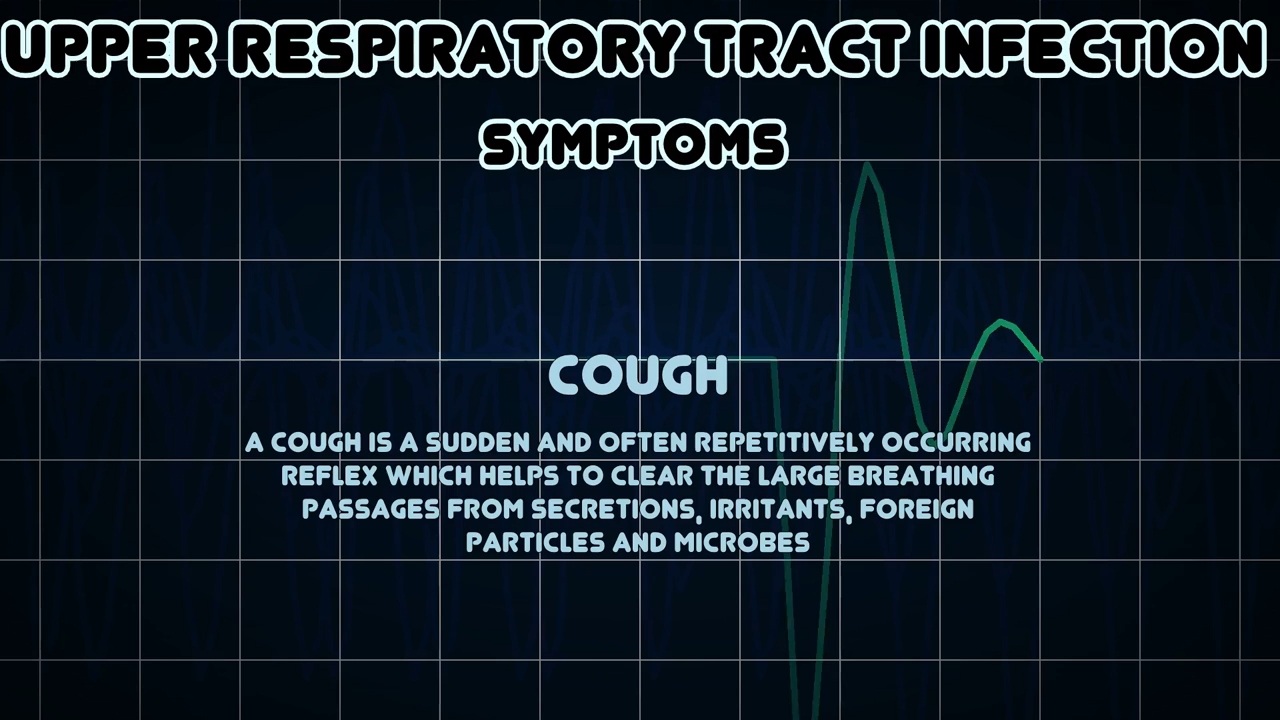 UPPER RESPIRATORY TRACT INFECTION
SYMPTOMS
COUGH
A COUGH IS A SUDDEN AND OFTEN REPETITIVELY OCCURRING
REFLEX WHICH HELPS TO CLEAR THE LARGE BREATHING
PASSAGES FROM SECRETIONS, IRRITANTS, FOREIGN
PARTICLES AND MICROBES